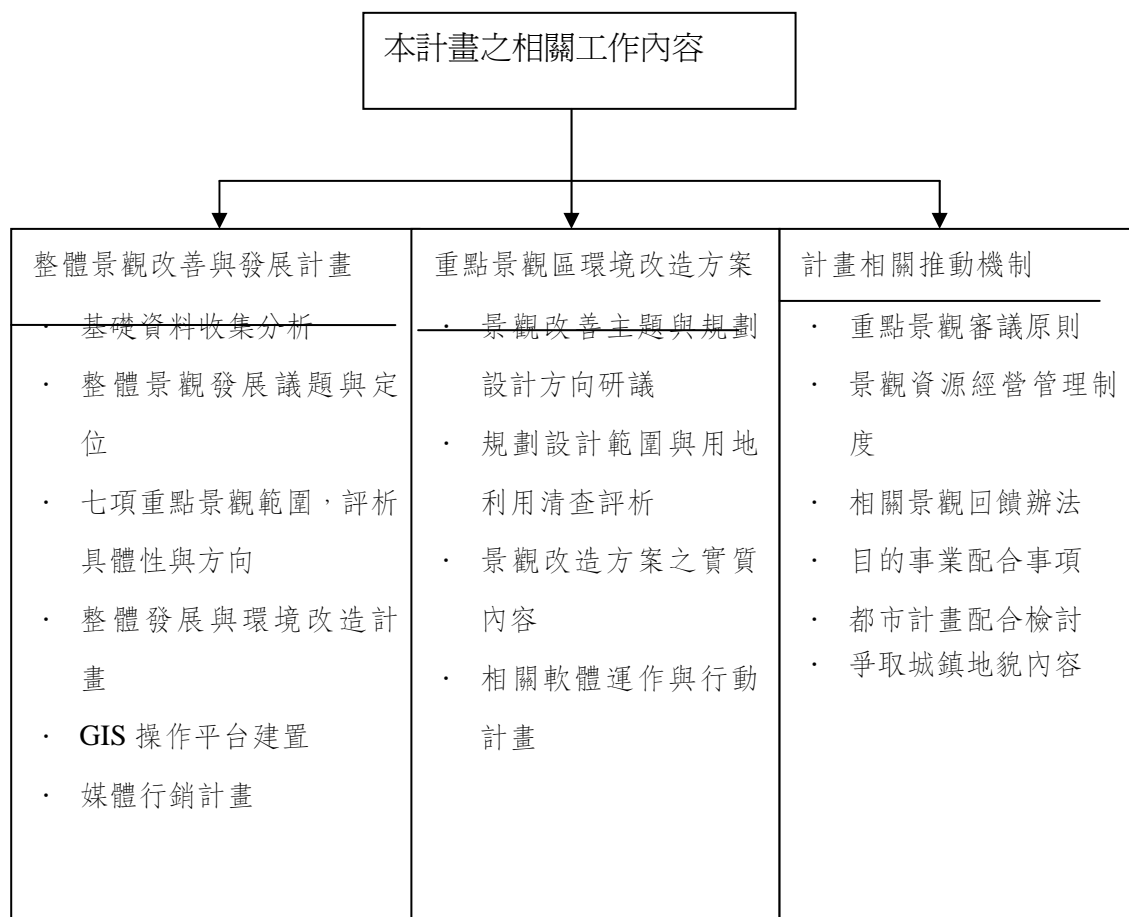 本計畫之相關工作內容
整體景觀改善與發展計畫
· 基礎資料收集分析
· 整體景觀發展議題與定
位
· 七項重點景觀範圍，評析
具體性與方向
· 整體發展與環境改造計
畫
· GIS 操作平台建置
· 媒體行銷計畫
重點景觀區環境改造方案
· 景觀改善主題與規劃
設計方向研議
· 規劃設計範圍與用地
利用清查評析
· 景觀改造方案之實質
內容
· 相關軟體運作與行動
計畫
計畫相關推動機制
· 重點景觀審議原則
· 景觀資源經營管理制
度
· 相關景觀回饋辦法
· 目的事業配合事項
· 都市計畫配合檢討
· 爭取城鎮地貌內容